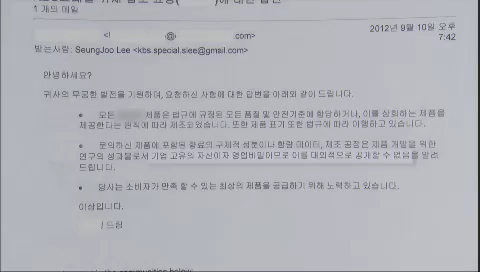 1 개의 메일
2012년 9월 10일 오후
7:42
<! @ .com>
받는사람: SeungJoo Lee <kbs.special.slee@gmail.com>
안녕하세요?
귀사의 무궁한 발전을 기원하며, 요청하신 사항에 대한 답변을 아래와 같이 드립니다.
• 모든 제품은 법규에 규정된 모든 품질 및 안전기준에 합당하거나, 이를 상회하는 제품을
제공한다는 원칙에 따라 제조되었습니다. 또한 제품 표기 또한 법규에 따라 이행하고 있습니다.
• 문의하신 제품에 포함된 향료의 구체적 성분이나 함량 데이터, 제조 공정은 제품 개발을 위한
연구의 성과물로서 기업 고유의 자산이자 영업비밀이므로 이를 대외적으로 공개할 수 없음을 알려
드립니다.
• 당사는 소비자가 만족 할 수 있는 최상의 제품을 공급하기 위해 노력하고 있습니다.
이상입니다.
/ 드림